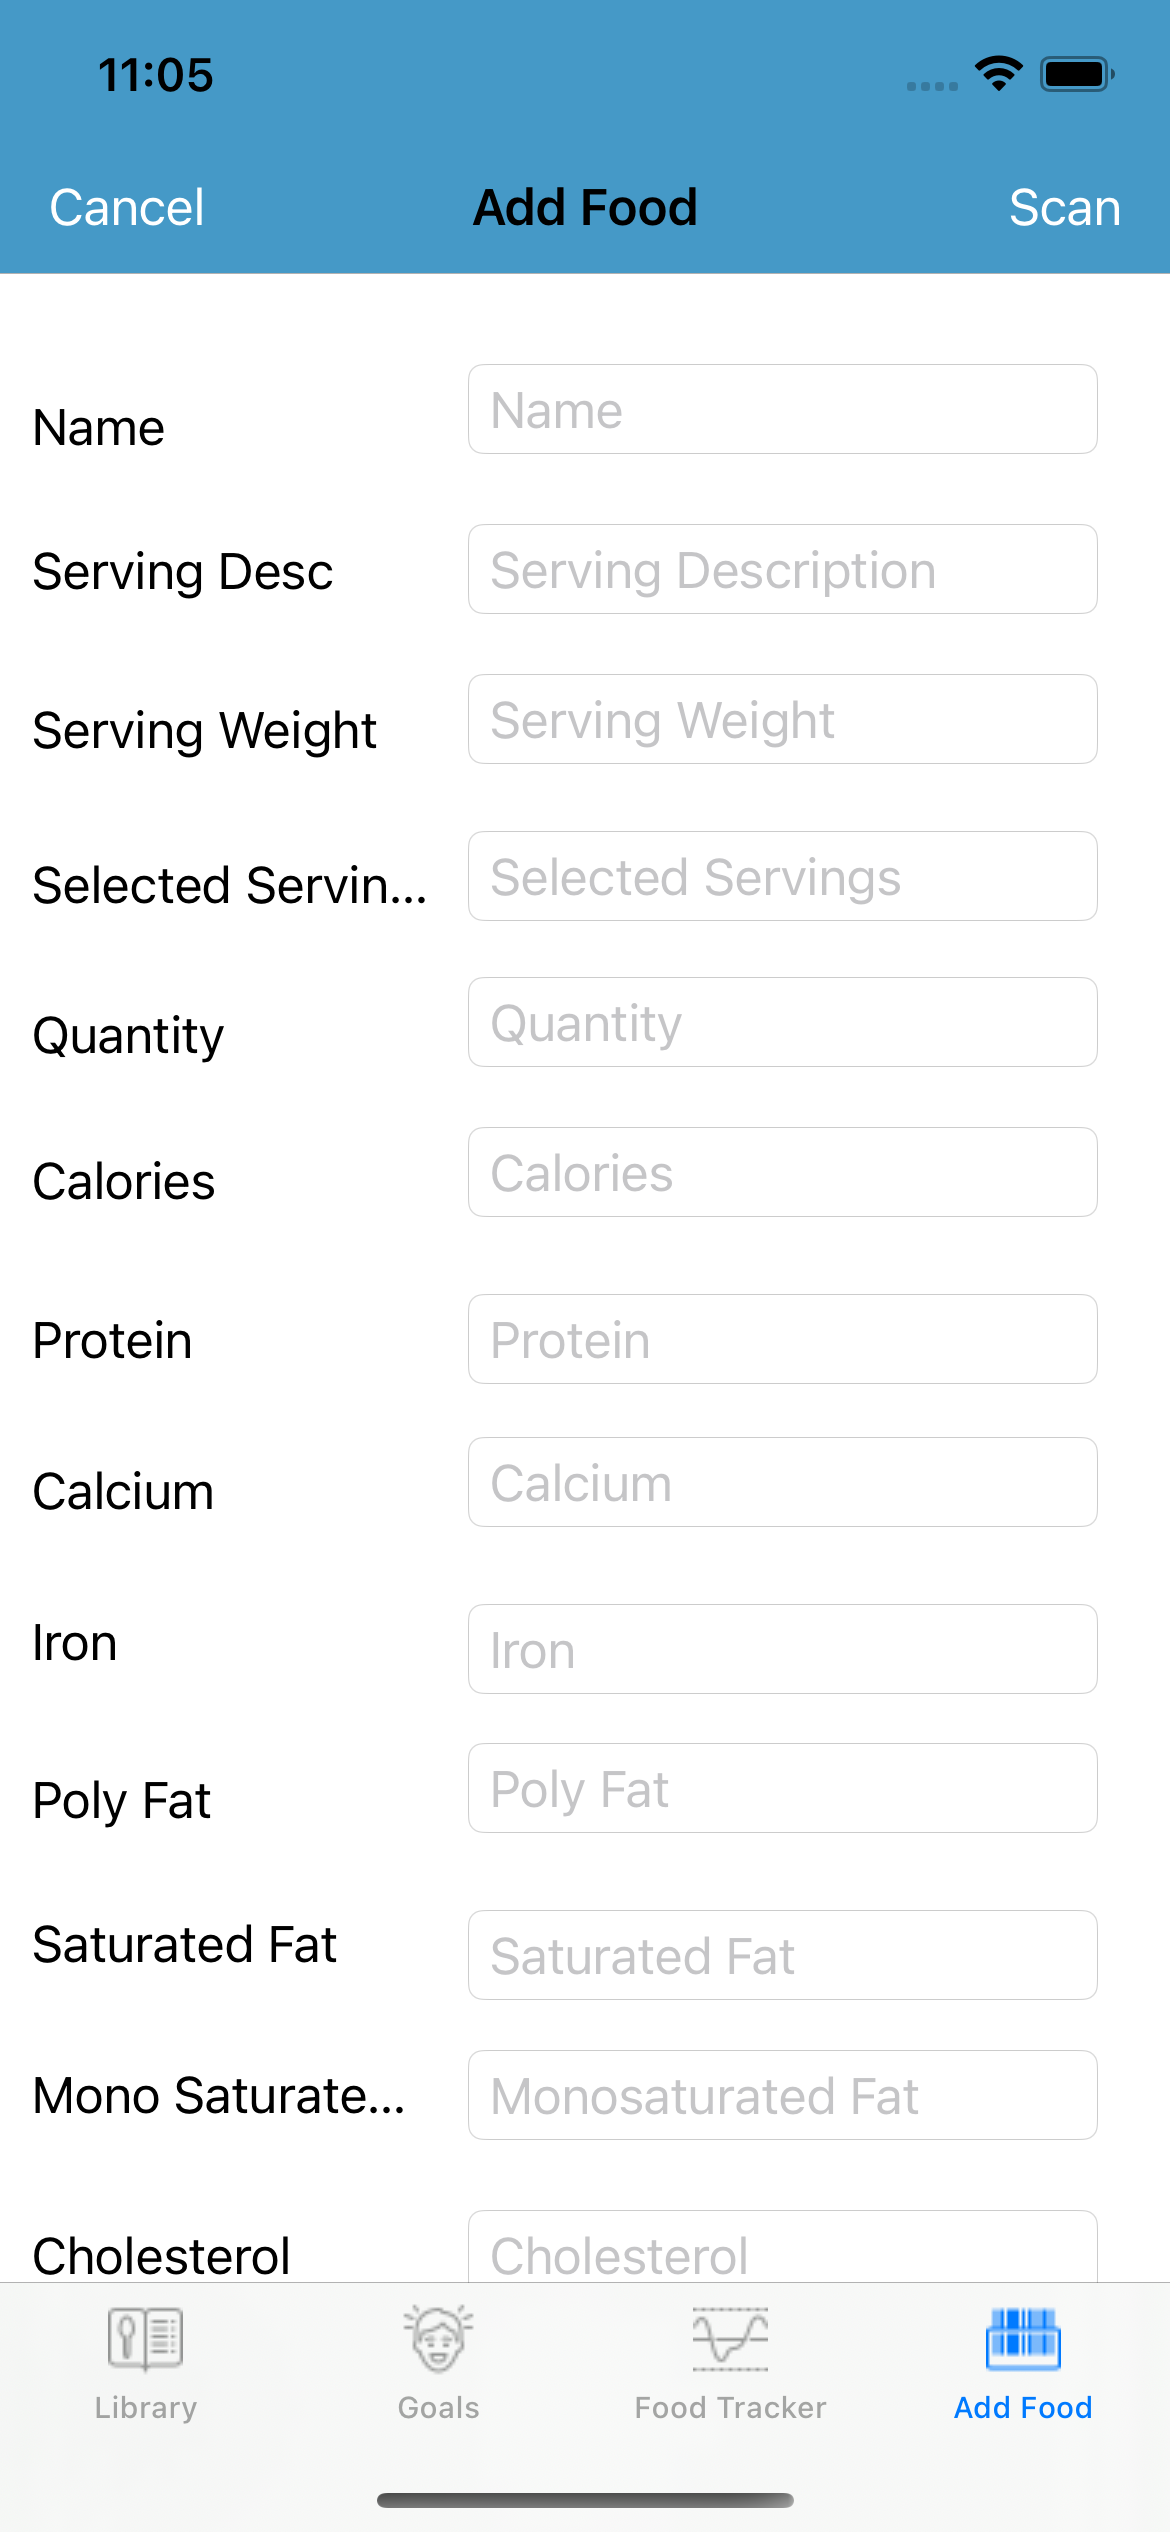 11:05
Cancel Add Food Scan
Name Name
Serving Desc Serving Description
Serving Weight Serving Weight
Selected Servin... Selected Servings
Quantity Quantity
Calories Calories
Protein Protein
Calcium Calcium
Iron Iron
Poly Fat Poly Fat
Saturated Fat Saturated Fat
Mono Saturate... Monosaturated Fat
Cholesterol Cholesterol
Library Goals Food Tracker Add Food